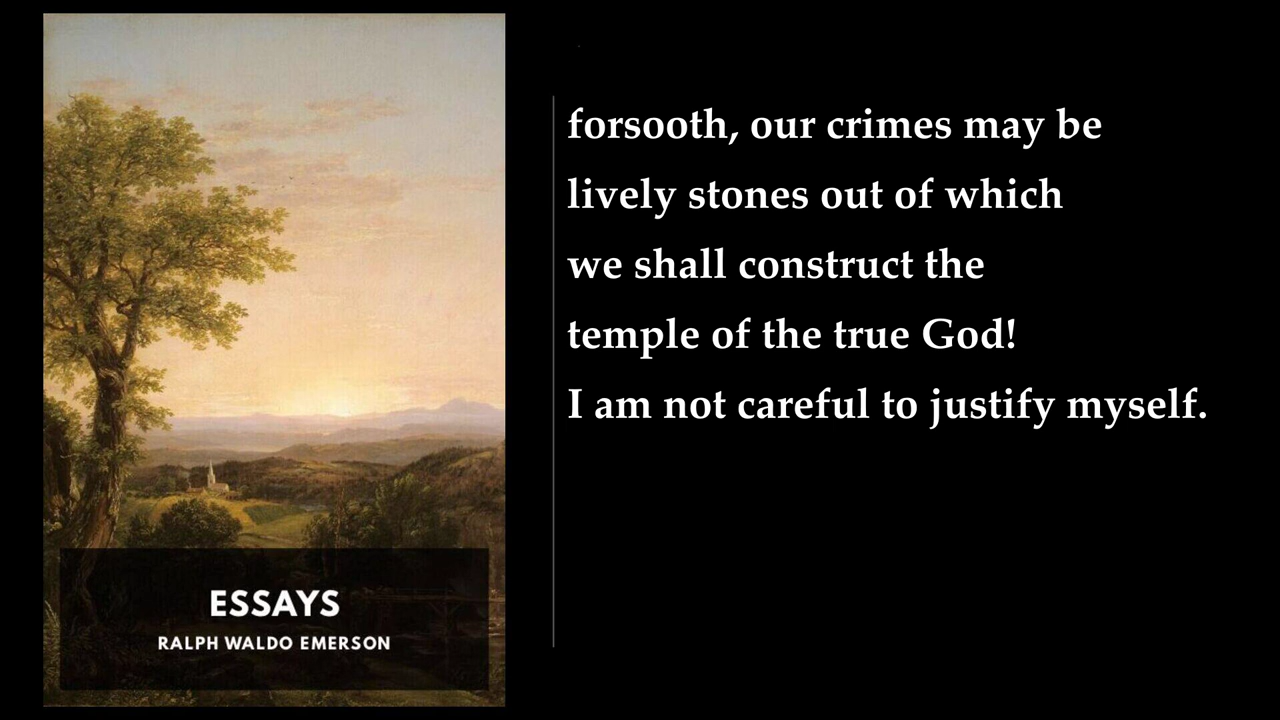 ESSAYS
RALPH WALDO EMERSON
forsooth, our crimes may be
lively stones out of which
we shall construct the
temple of the true God!
I am not careful to justify myself.